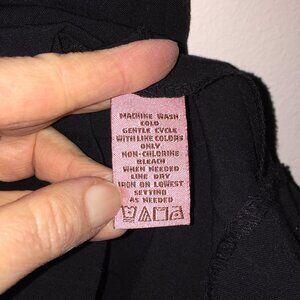 MACHINE WASH
COLD
GENTLE CYCLE
WITH LIKE COLORS
ONLY
NON-CHLORINE
BLEACH
WHEN NEEDED
LINE DRY
IRON ON LOWEST
SETTING
AS NEEDED